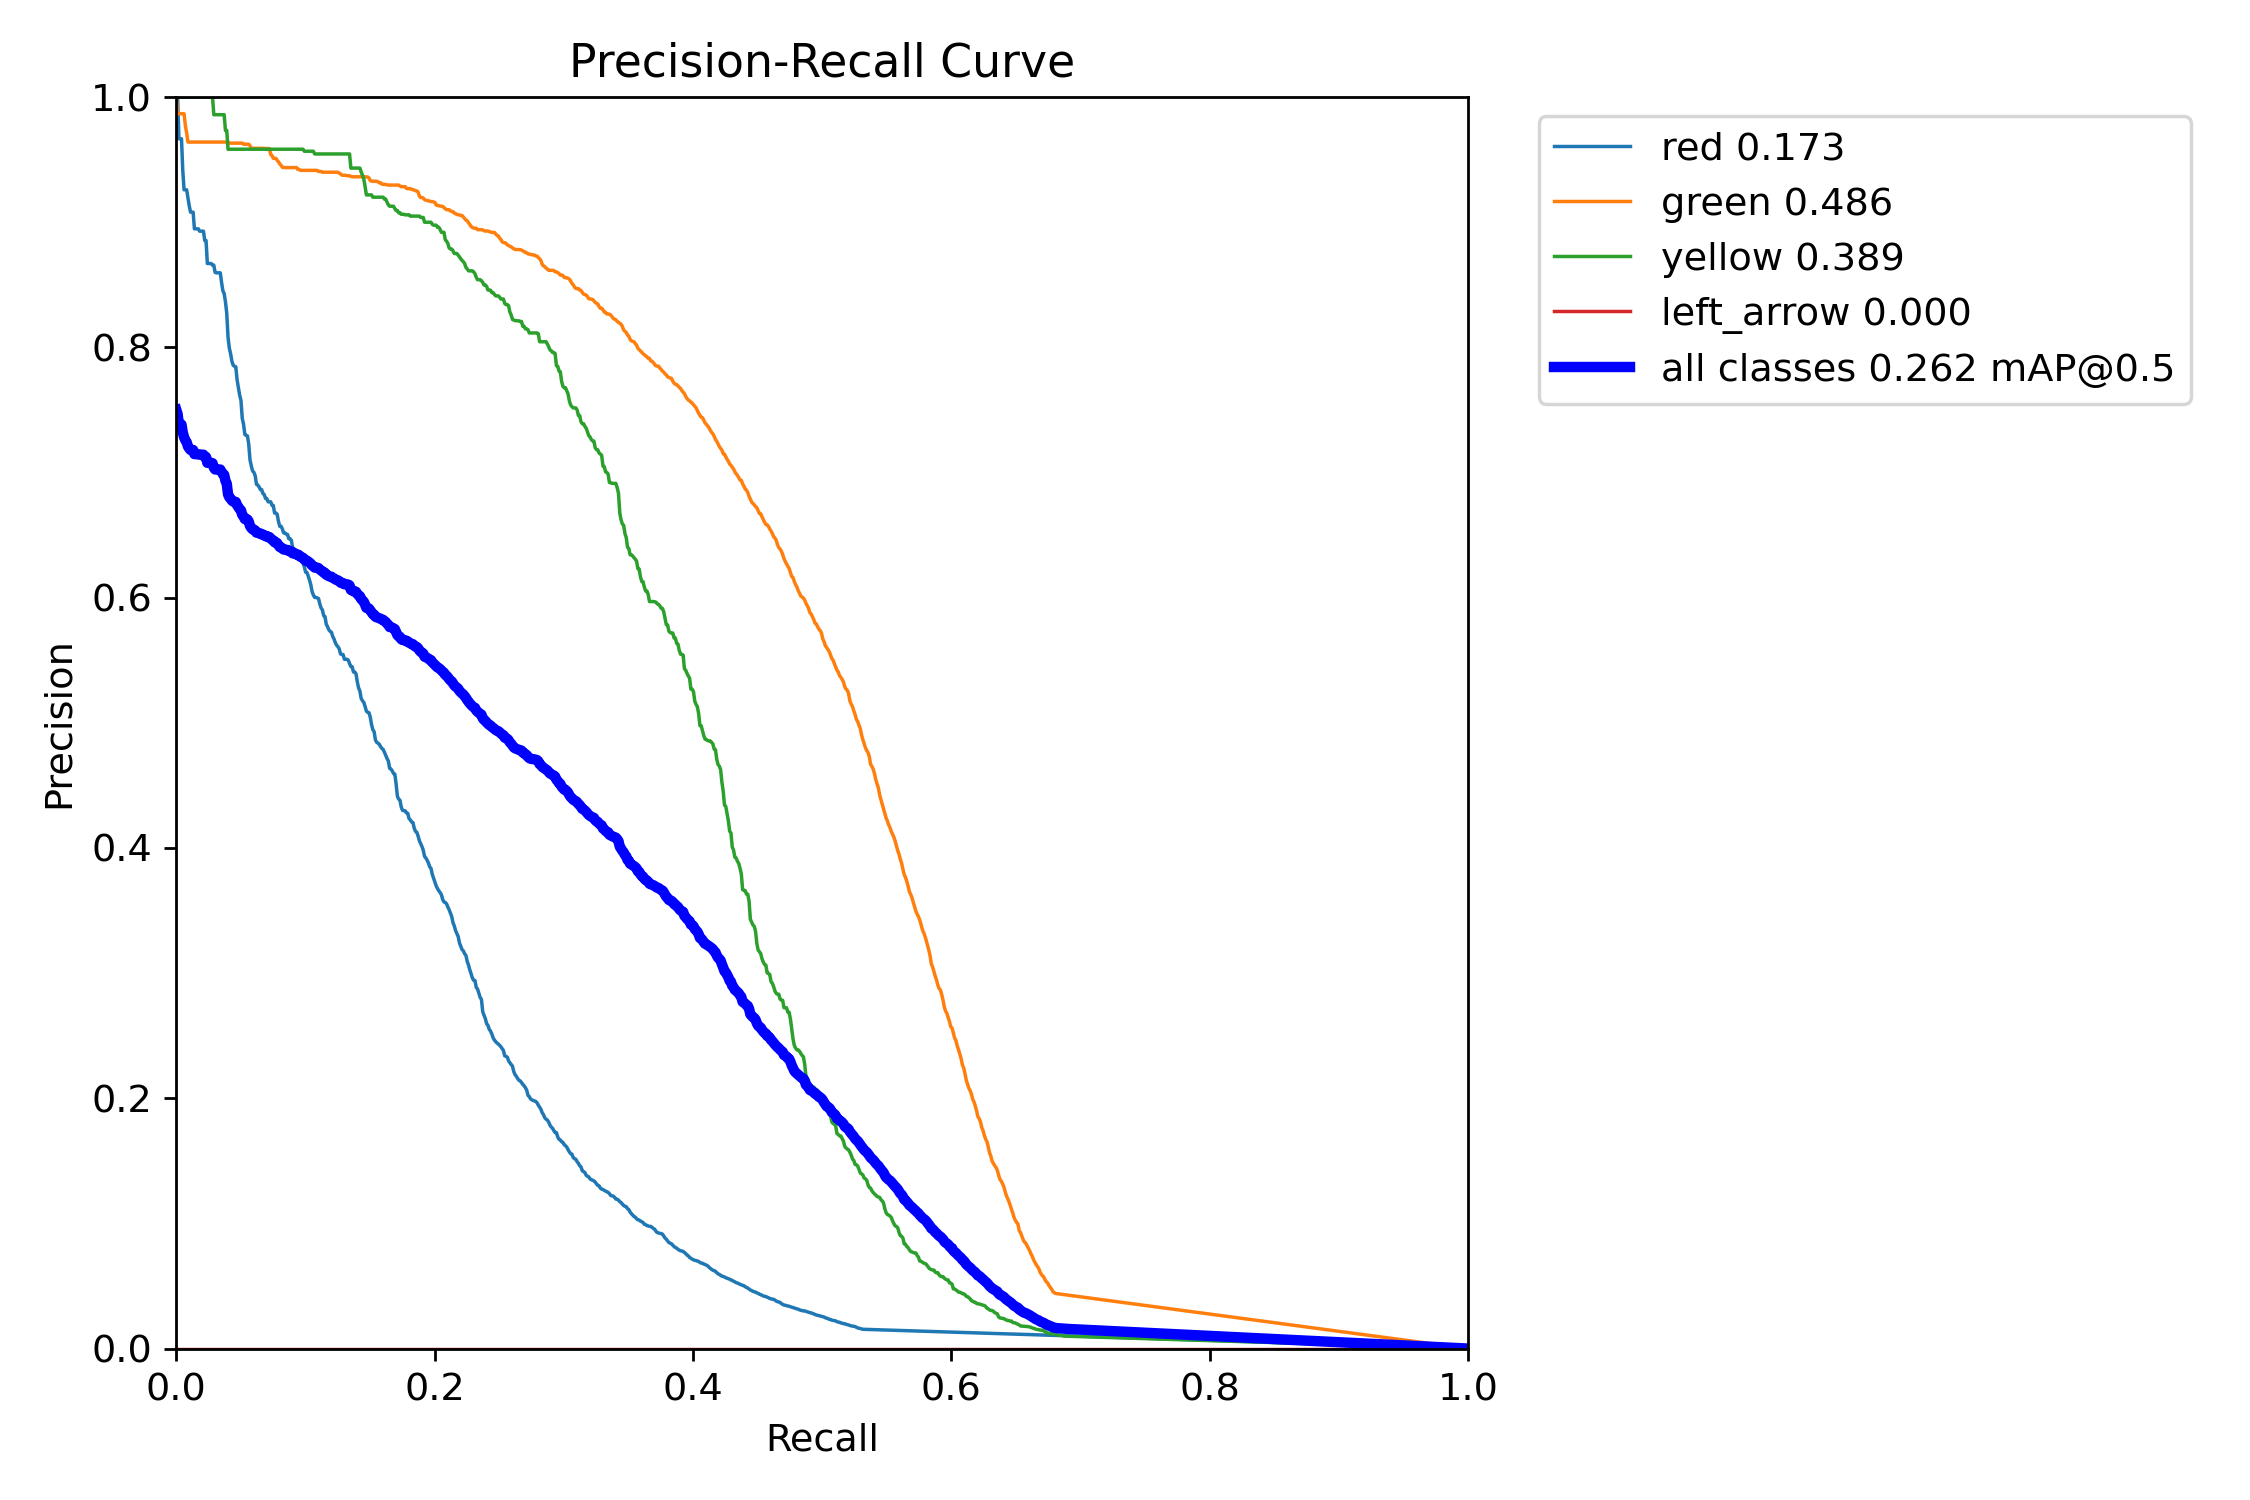 Precision-Recall Curve
1.0
0.8
0.6
0.4
0.2
0.0
Precision
0.0 0.2 0.4 0.6 0.8 1.0
Recall
red 0.173
green 0.486
yellow 0.389
left_arrow 0.000
all classes 0.262 mAP@0.5